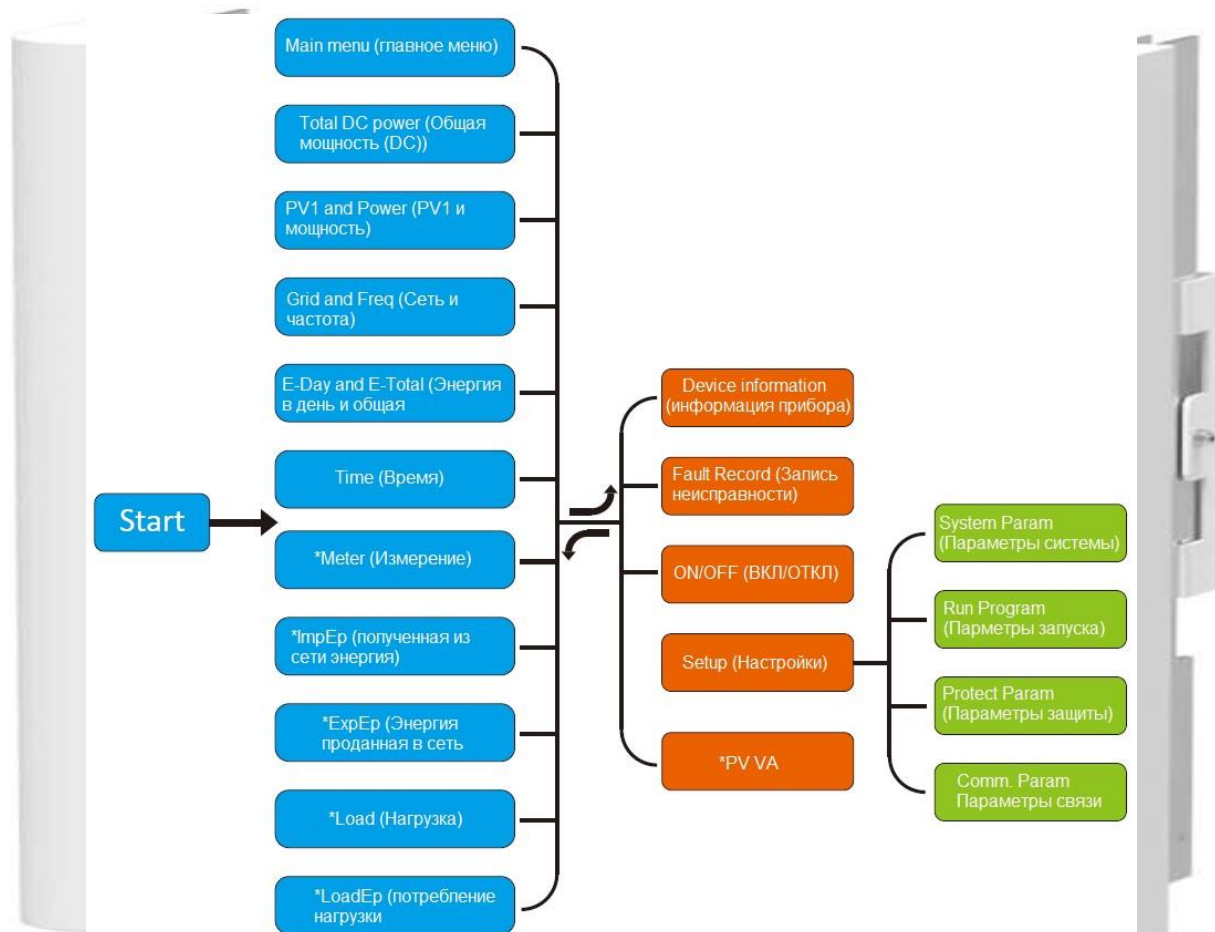 Main menu (главное меню)
Total DC power (Общая
мощность (DC))
PV1 and Power (PV1 и
мощность)
Grid and Freq (Сеть и
частота)
E-Day and E-Total (Энергия
в день и общая
Time (Время)
Start
*Meter (Измерение)
*ImpEp (полученная из
сети энергия)
*ExpEp (Энергия
проданная в сеть
*Load (Нагрузка)
*LoadEp (потребление
нагрузки
Device information
(информация прибора)
Fault Record (Запись
неисправности)
ON/OFF (ВКЛ/ОТКЛ)
Setup (Настройки)
*PV VA
System Param
(Параметры системы)
Run Program
(Парметры запуска)
Protect Param
(Параметры защиты)
Comm. Param
Параметры связи